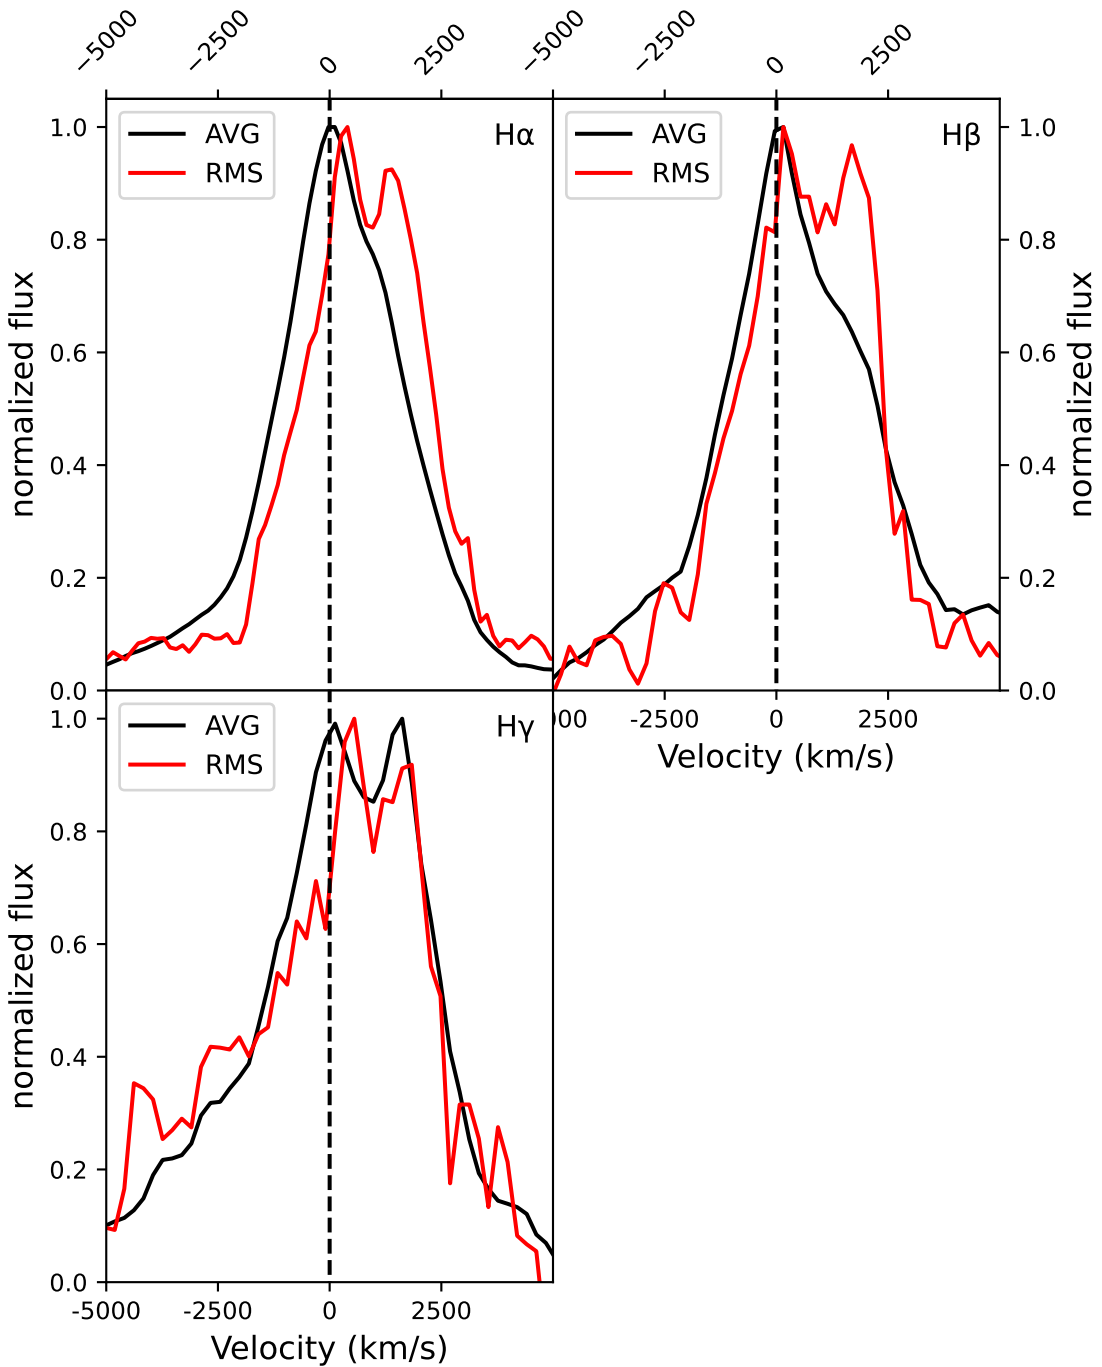 −5000 −2500 0 2500 −5000 −2500 0 2500
AVG
RMS
Hα
AVG
RMS
Hβ
1.0
0.8
0.6
0.4
0.2
0.0
normalized flux
1.0
0.8
0.6
0.4
0.2
0.0
normalized flux
-2500 0 2500
Velocity (km/s)
AVG
RMS
Hγ
1.0
0.8
0.6
0.4
0.2
0.0
normalized flux
-5000 -2500 0 2500
Velocity (km/s)